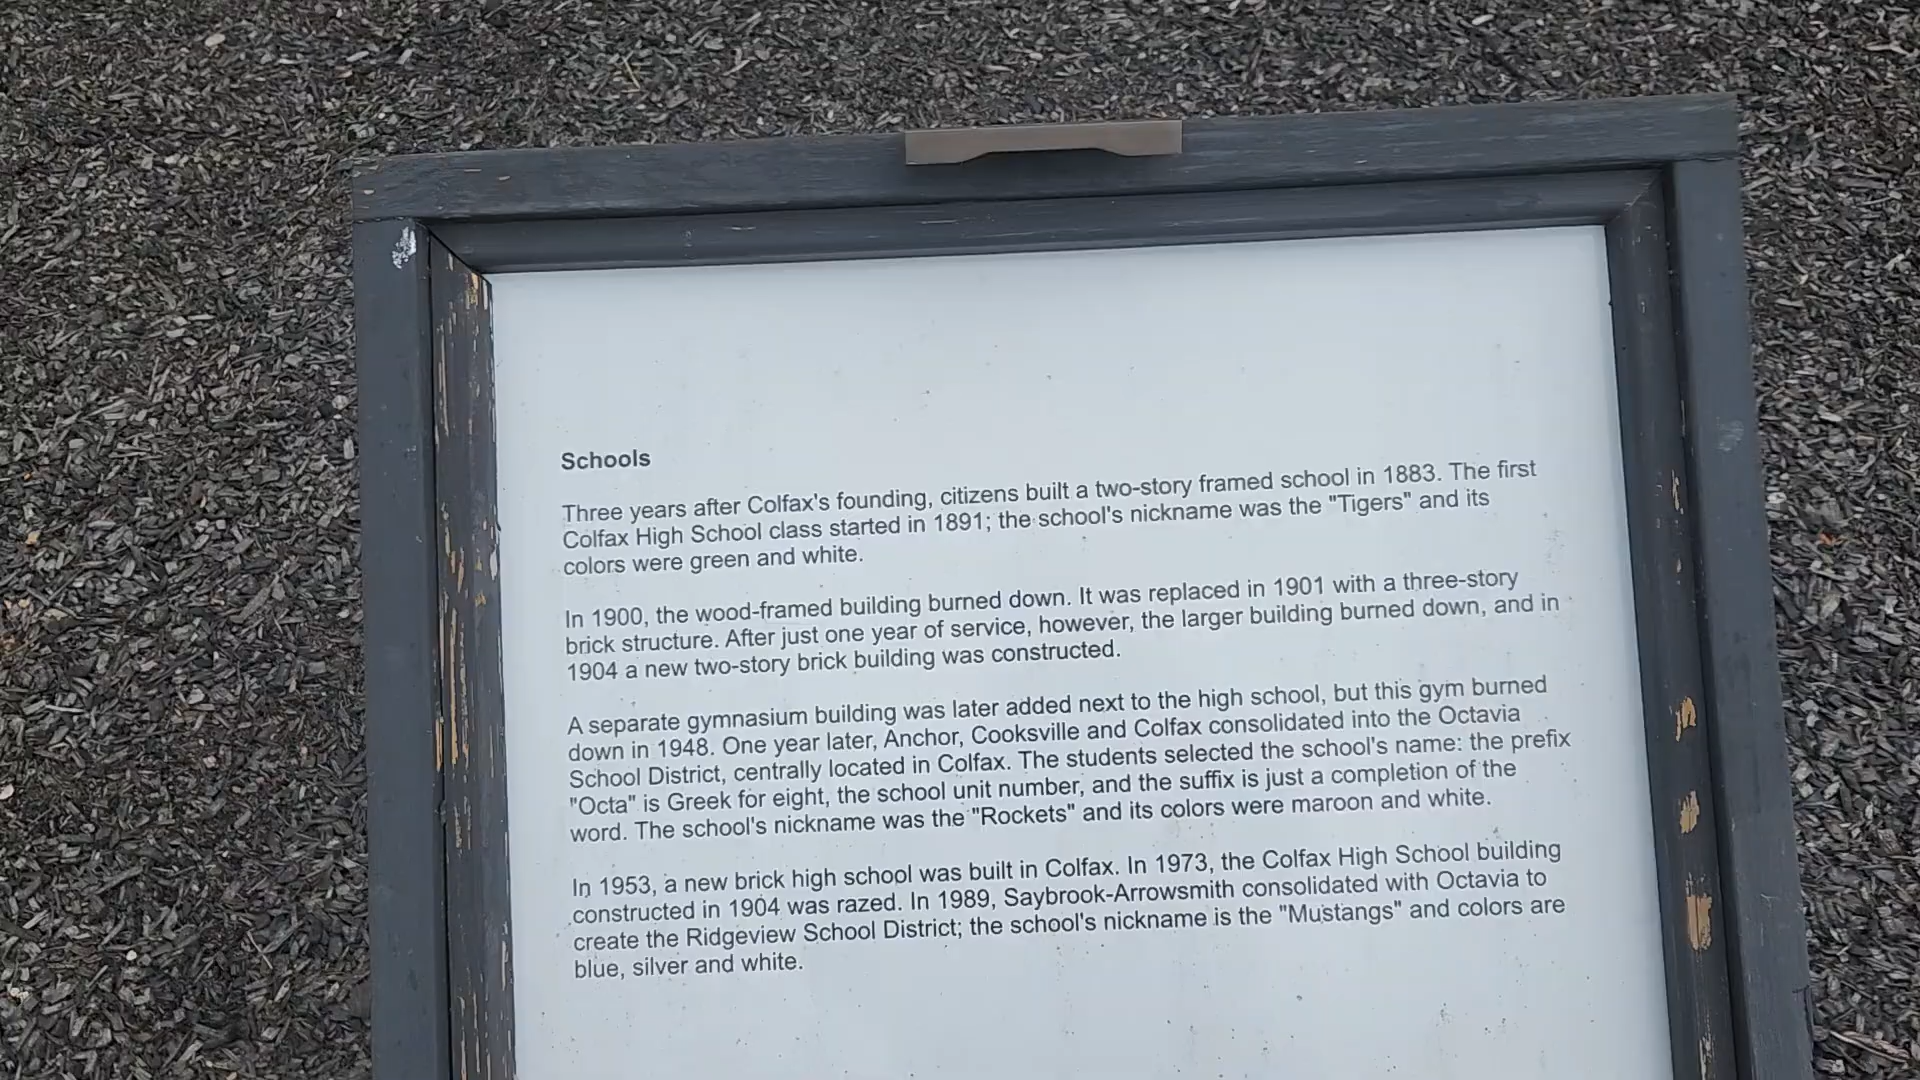 Schools
Three years after Colfax's founding, citizens built a two-story framed school in 1883. The first
Colfax High School class started in 1891; the school's nickname was the "Tigers" and its
colors were green and white.
In 1900, the wood-framed building burned down. It was replaced in 1901 with a three-story
brick structure. After just one year of service, however, the larger building burned down, and in
1904 a new two-story brick building was constructed.
A separate gymnasium building was later added next to the high school, but this gym burned
down in 1948. One year later, Anchor, Cooksville and Colfax consolidated into the Octavia
School District, centrally located in Colfax. The students selected the school's name: the prefix
"Octa" is Greek for eight, the school unit number, and the suffix is just a completion of the
word. The school's nickname was the "Rockets" and its colors were maroon and white.
In 1953, a new brick high school was built in Colfax. In 1973, the Colfax High School building
constructed in 1904 was razed. In 1989, Saybrook-Arrowsmith consolidated with Octavia to
create the Ridgeview School District; the school's nickname is the "Mustangs" and colors are
blue, silver and white.